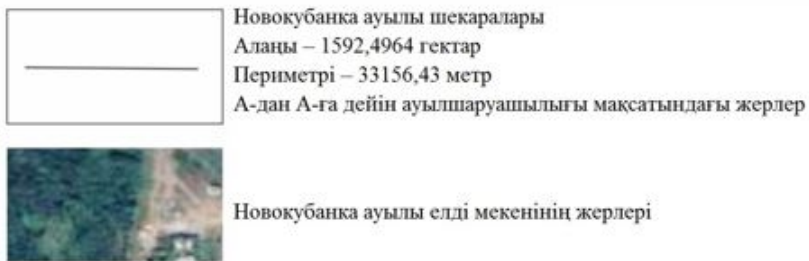 Новокубанка ауылы шекаралары
Алаңы – 1592,4964 гектар
Периметрі – 33156,43 метр
А-дан А-ға дейін ауылшаруашылығы мақсатындағы жерлер
Новокубанка ауылы елді мекенінің жерлері